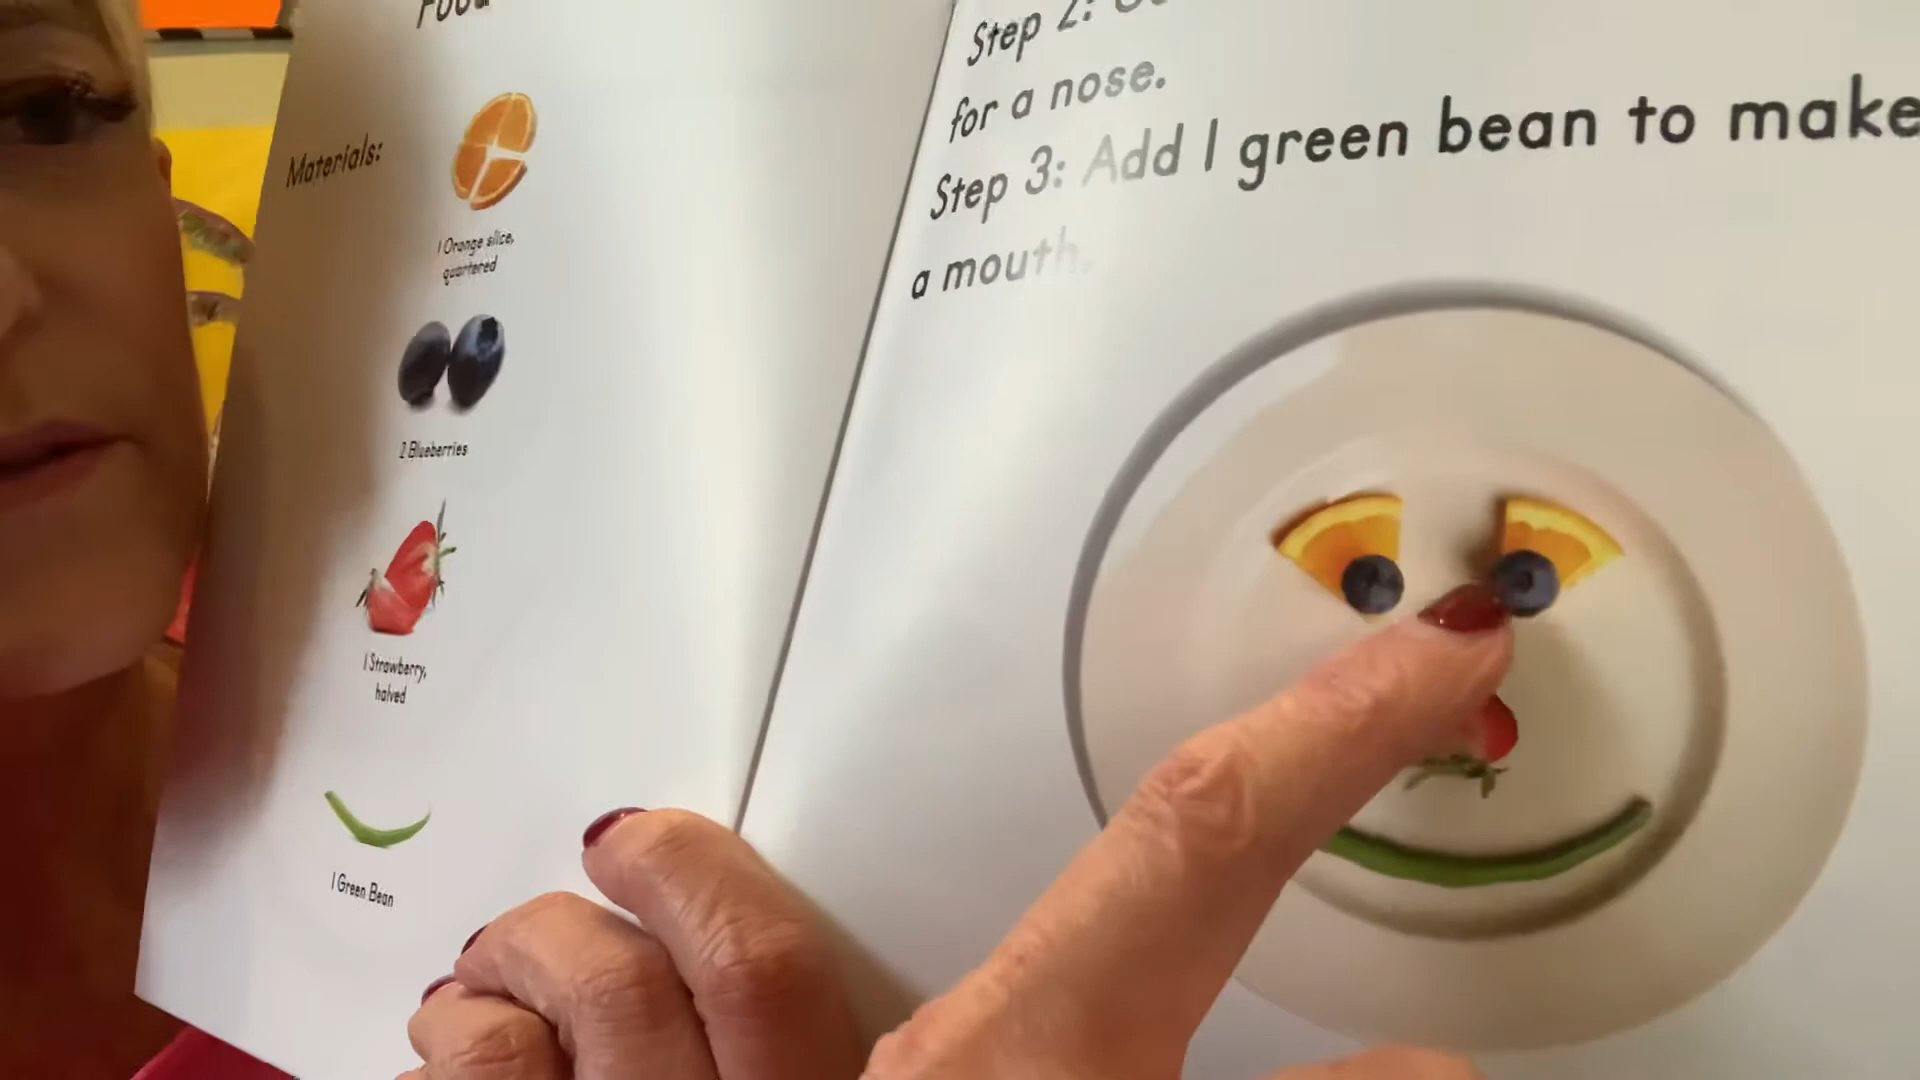 Food
Materials:
1 Orange slice,
quartered
2 Blueberries
1 Strawberry,
halved
1 Green Bean
Step 2:
for a nose.
Step 3: Add 1 green bean to make
a mouth.